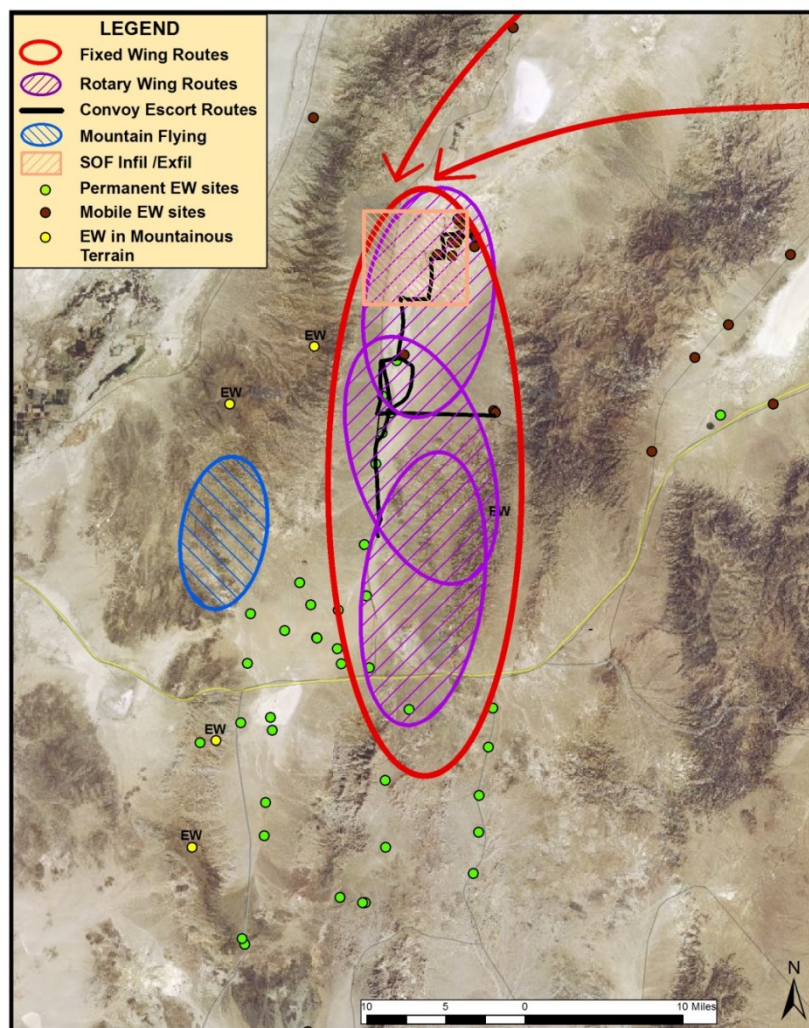 LEGEND
Fixed Wing Routes
Rotary Wing Routes
Convoy Escort Routes
Mountain Flying
SOF Infil /Exfil
Permanent EW sites
Mobile EW sites
EW in Mountainous
Terrain
EW
EW
EW
EW
EW
N
10 5 0 10 Miles